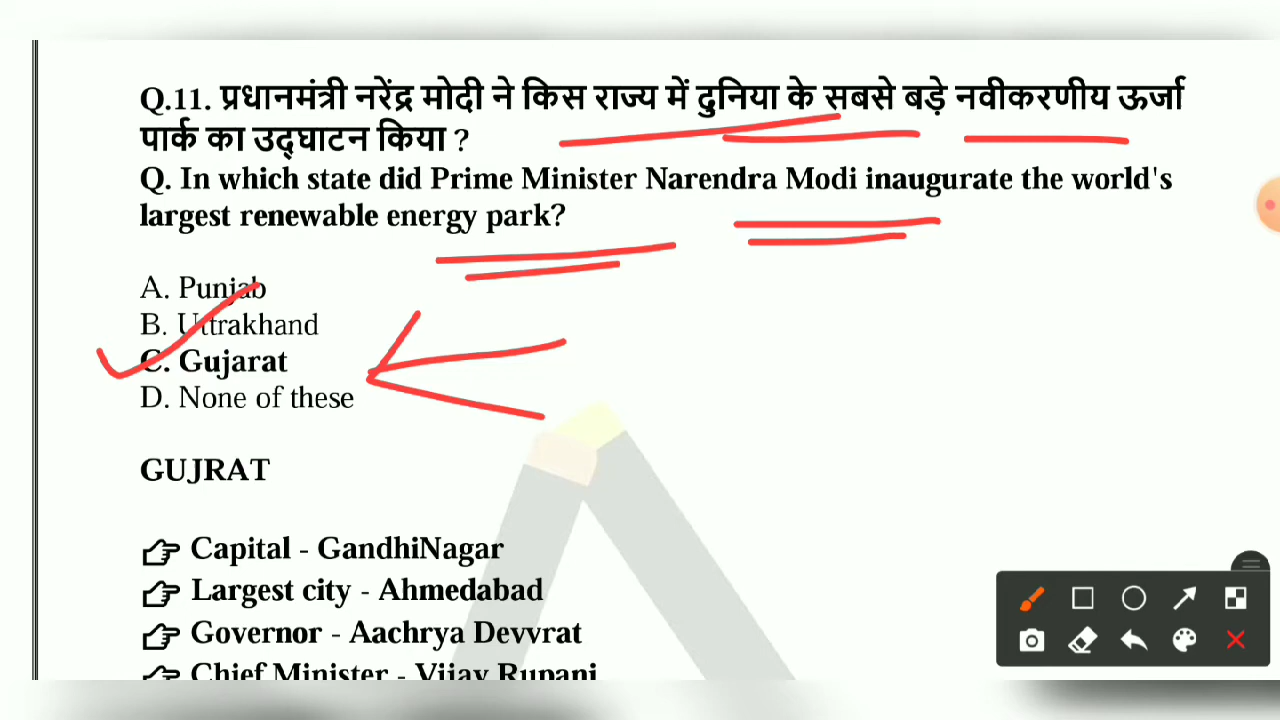 Q.11. प्रधानमंत्री नरेंद्र मोदी ने किस राज्य में दुनिया के सबसे बड़े नवीकरणीय ऊर्जा
पार्क का उद्घाटन किया ?
Q. In which state did Prime Minister Narendra Modi inaugurate the world's
largest renewable energy park?
A. Punjab
B. Uttrakhand
C. Gujarat
D. None of these
GUJRAT
Capital - GandhiNagar
Largest city - Ahmedabad
Governor - Aachrya Devvrat
Chief Minister - Vijay Rupani